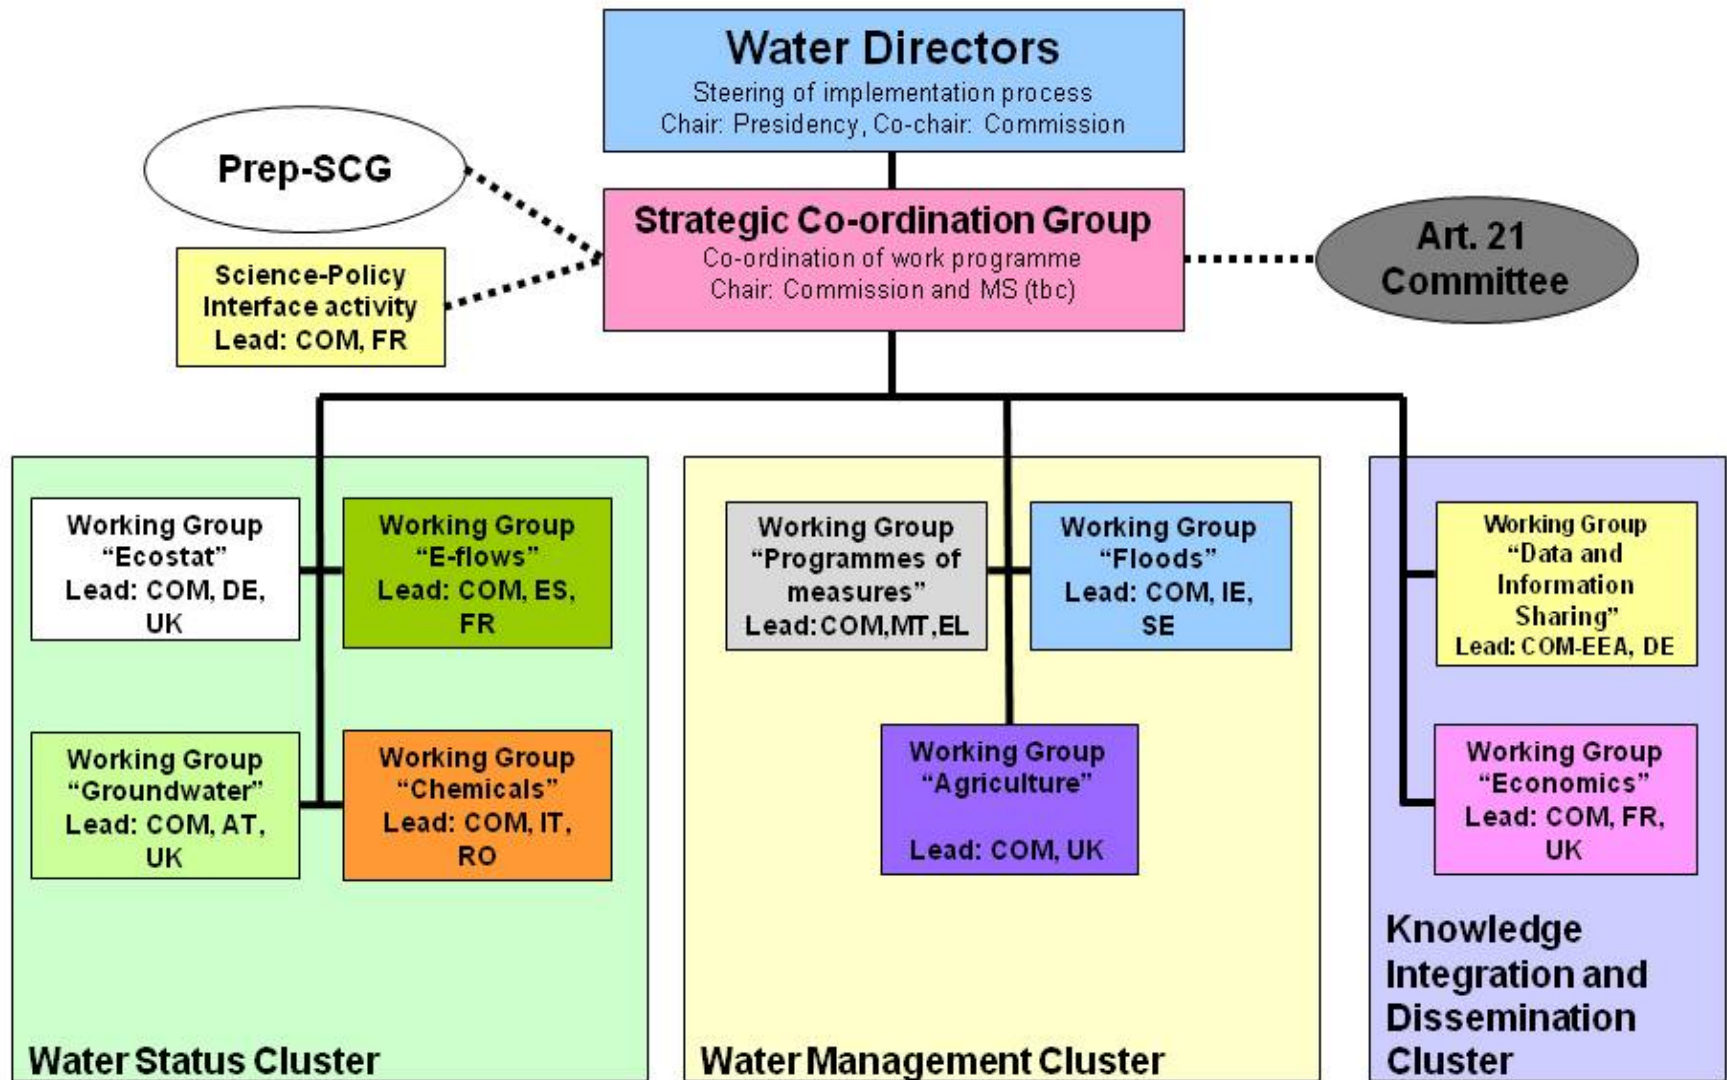 Water Directors
Steering of implementation process
Chair: Presidency, Co-chair: Commission
Prep-SCG
Strategic Co-ordination Group
Co-ordination of work programme
Chair: Commission and MS (tbc)
Art. 21
Committee
Science-Policy
Interface activity
Lead: COM, FR
Working Group
“Ecostat”
Lead: COM, DE,
UK
Working Group
“E-flows”
Lead: COM, ES,
FR
Working Group
“Groundwater”
Lead: COM, AT,
UK
Working Group
“Chemicals”
Lead: COM, IT,
RO
Water Status Cluster
Working Group
“Programmes of
measures”
Lead:COM,MT,EL
Working Group
“Floods”
Lead: COM, IE,
SE
Working Group
“Agriculture”
Lead: COM, UK
Water Management Cluster
Working Group
“Data and
Information
Sharing”
Lead: COM-EEA, DE
Working Group
“Economics”
Lead: COM, FR,
UK
Knowledge
Integration and
Dissemination
Cluster